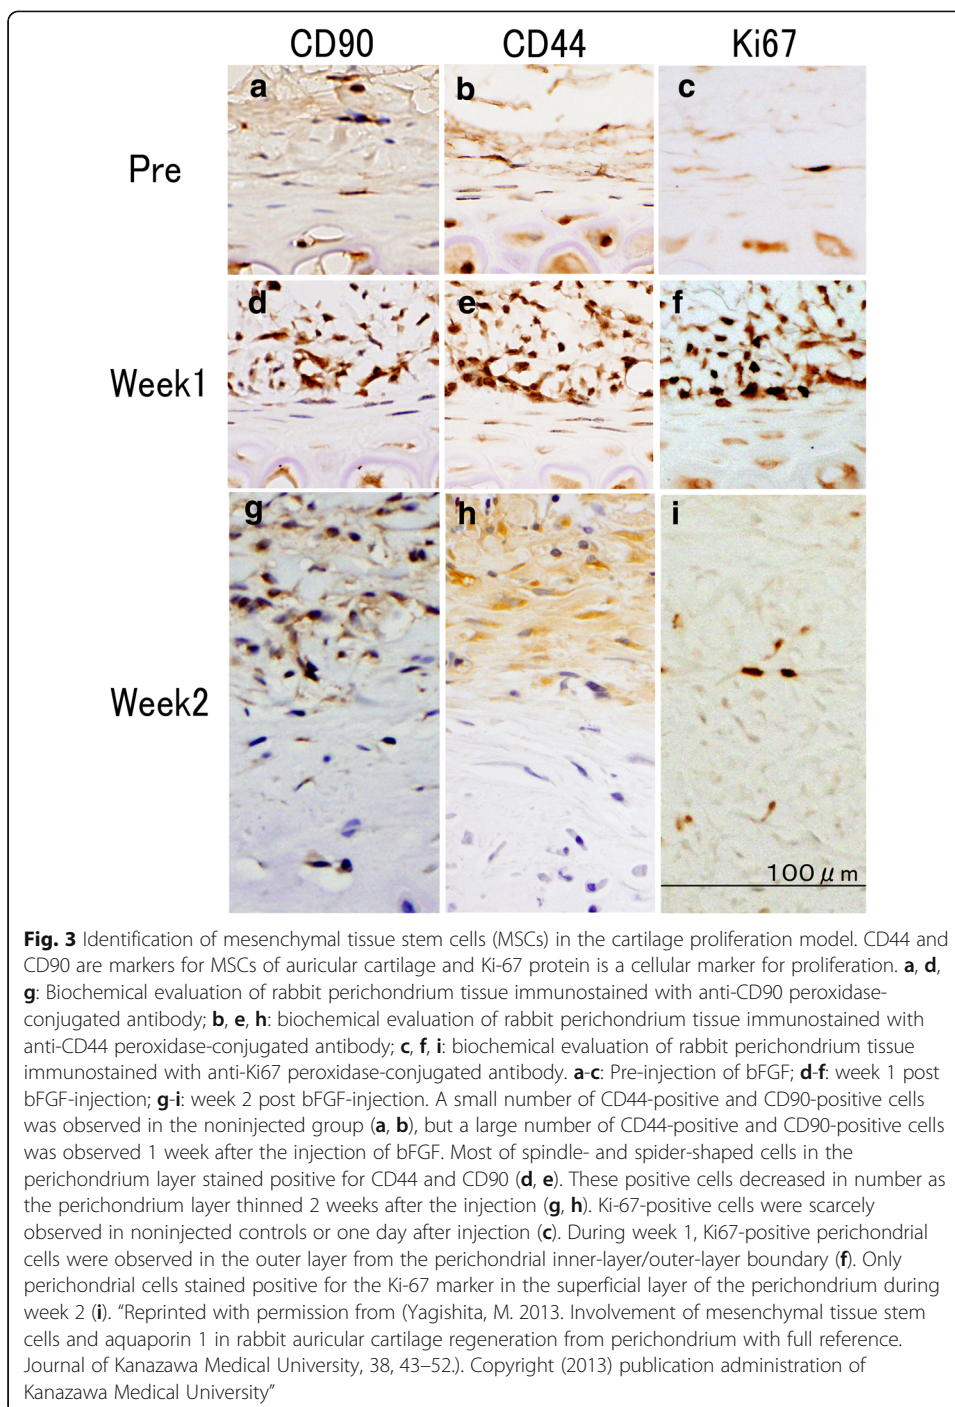 CD90 CD44 Ki67
a b c
Pre
d e f
Week1
g h i
Week2
100 μm
Fig. 3 Identification of mesenchymal tissue stem cells (MSCs) in the cartilage proliferation model. CD44 and
CD90 are markers for MSCs of auricular cartilage and Ki-67 protein is a cellular marker for proliferation. a, d,
g: Biochemical evaluation of rabbit perichondrium tissue immunostained with anti-CD90 peroxidase-
conjugated antibody; b, e, h: biochemical evaluation of rabbit perichondrium tissue immunostained with
anti-CD44 peroxidase-conjugated antibody; c, f, i: biochemical evaluation of rabbit perichondrium tissue
immunostained with anti-Ki67 peroxidase-conjugated antibody. a-c: Pre-injection of bFGF; d-f: week 1 post
bFGF-injection; g-i: week 2 post bFGF-injection. A small number of CD44-positive and CD90-positive cells
was observed in the noninjected group (a, b), but a large number of CD44-positive and CD90-positive cells
was observed 1 week after the injection of bFGF. Most of spindle- and spider-shaped cells in the
perichondrium layer stained positive for CD44 and CD90 (d, e). These positive cells decreased in number as
the perichondrium layer thinned 2 weeks after the injection (g, h). Ki-67-positive cells were scarcely
observed in noninjected controls or one day after injection (c). During week 1, Ki67-positive perichondrial
cells were observed in the outer layer from the perichondrial inner-layer/outer-layer boundary (f). Only
perichondrial cells stained positive for the Ki-67 marker in the superficial layer of the perichondrium during
week 2 (i). “Reprinted with permission from (Yagishita, M. 2013. Involvement of mesenchymal tissue stem
cells and aquaporin 1 in rabbit auricular cartilage regeneration from perichondrium with full reference.
Journal of Kanazawa Medical University, 38, 43–52.). Copyright (2013) publication administration of
Kanazawa Medical University”